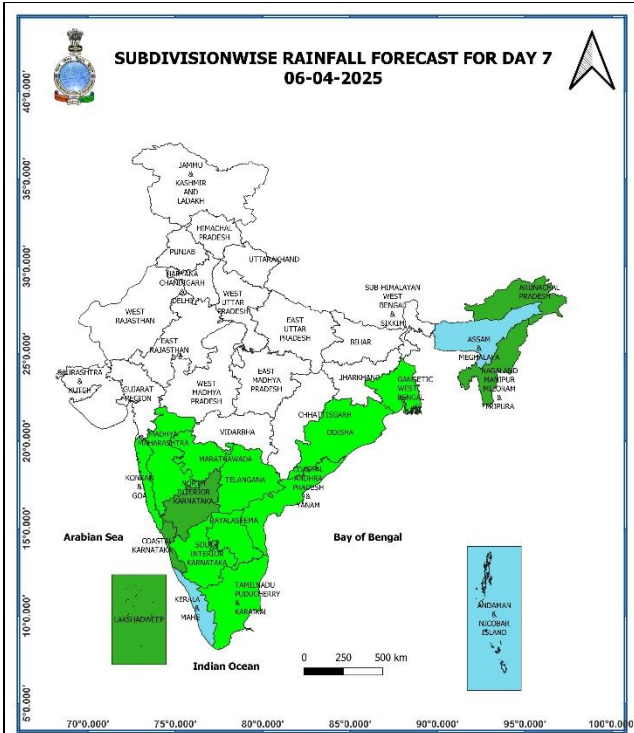 SUBDIVISIONWISE RAINFALL FORECAST FOR DAY 7
06-04-2025
40°0.000'
35°0.000'
30°0.000'
25°0.000'
20°0.000'
15°0.000'
10°0.000'
5°0.000'
JAMMU
&
KASHMIR
AND
LADAKH
HIMACHAL
PRADESH
PUNJAB
UTTARAKHAND
HARYANA
CHANDIGARH
&
DELHI
WEST
UTTAR
PRADESH
WEST
RAJASTHAN
EAST
RAJASTHAN
EAST
UTTAR
PRADESH
SUB-HIMALAYAN
WEST
BENGAL
&
SIKKIM
ARUNACHAL
PRADESH
BIHAR
ASSAM
&
MEGHALAYA
NAGALAND
MANIPUR
MIZORAM
&
TRIPURA
SAURASHTRA
&
KUTCH
GUJARAT
REGION
WEST
MADHYA
PRADESH
EAST
MADHYA
PRADESH
JHARKHAND
GANGETIC
WEST
BENGAL
CHHATTISGARH
ODISHA
VIDARBHA
MADHYA
MAHARASHTRA
MARATHAWADA
KONKAN
&
GOA
TELANGANA
COASTAL
ANDHRA
PRADESH
&
YANAM
NORTH
INTERIOR
KARNATAKA
RAYALASEEMA
Arabian Sea
Bay of Bengal
COASTAL
KARNATAKA
SOUTH
INTERIOR
KARNATAKA
TAMILNADU
PUDUCHERRY
&
KARAIKAL
KERALA
&
MAHE
LAKSHADWEEP
ANDAMAN
&
NICOBAR
ISLAND
Indian Ocean
0 250 500 km
70°0.000' 75°0.000' 80°0.000' 85°0.000' 90°0.000' 95°0.000' 100°0.000'